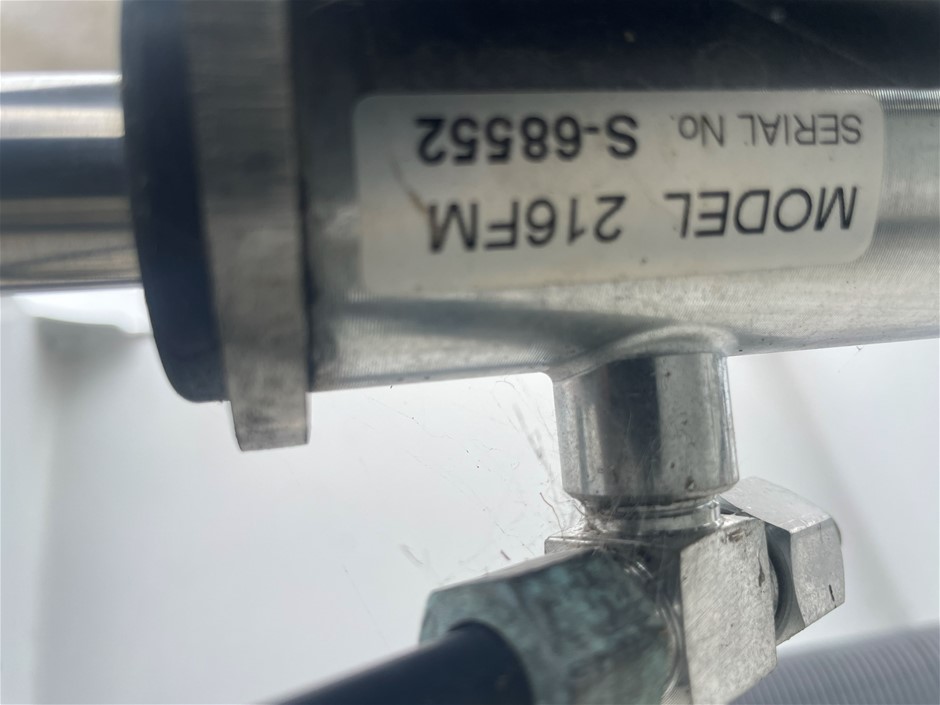 MODEL 216FM
SERIAL No. S-68552